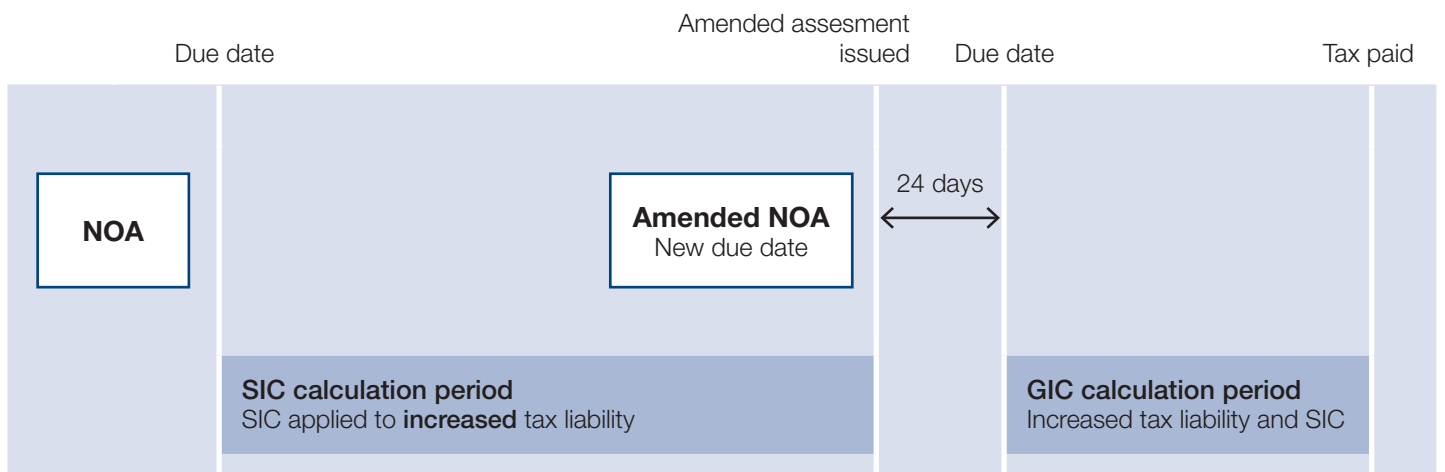 Amended assesment
issued
Due date
Due date
Tax paid
NOA
Amended NOA
New due date
24 days
SIC calculation period
SIC applied to increased tax liability
GIC calculation period
Increased tax liability and SIC